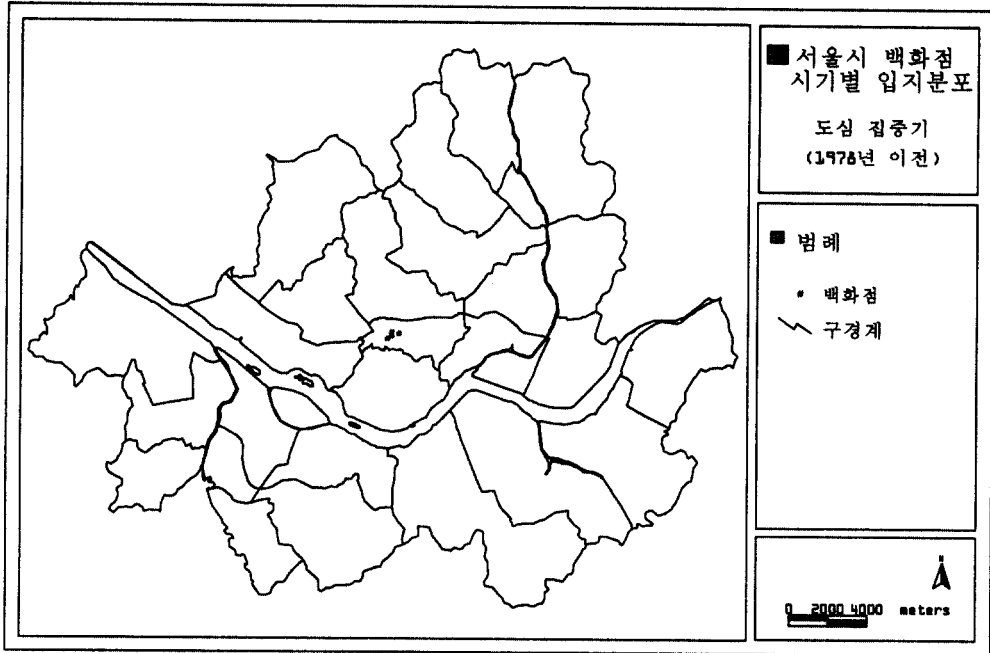 서울시 백화점
시기별 입지분포
도심 집중기
(1978년 이전)
범례
백화점
구경계
N
0 2000 4000 meters